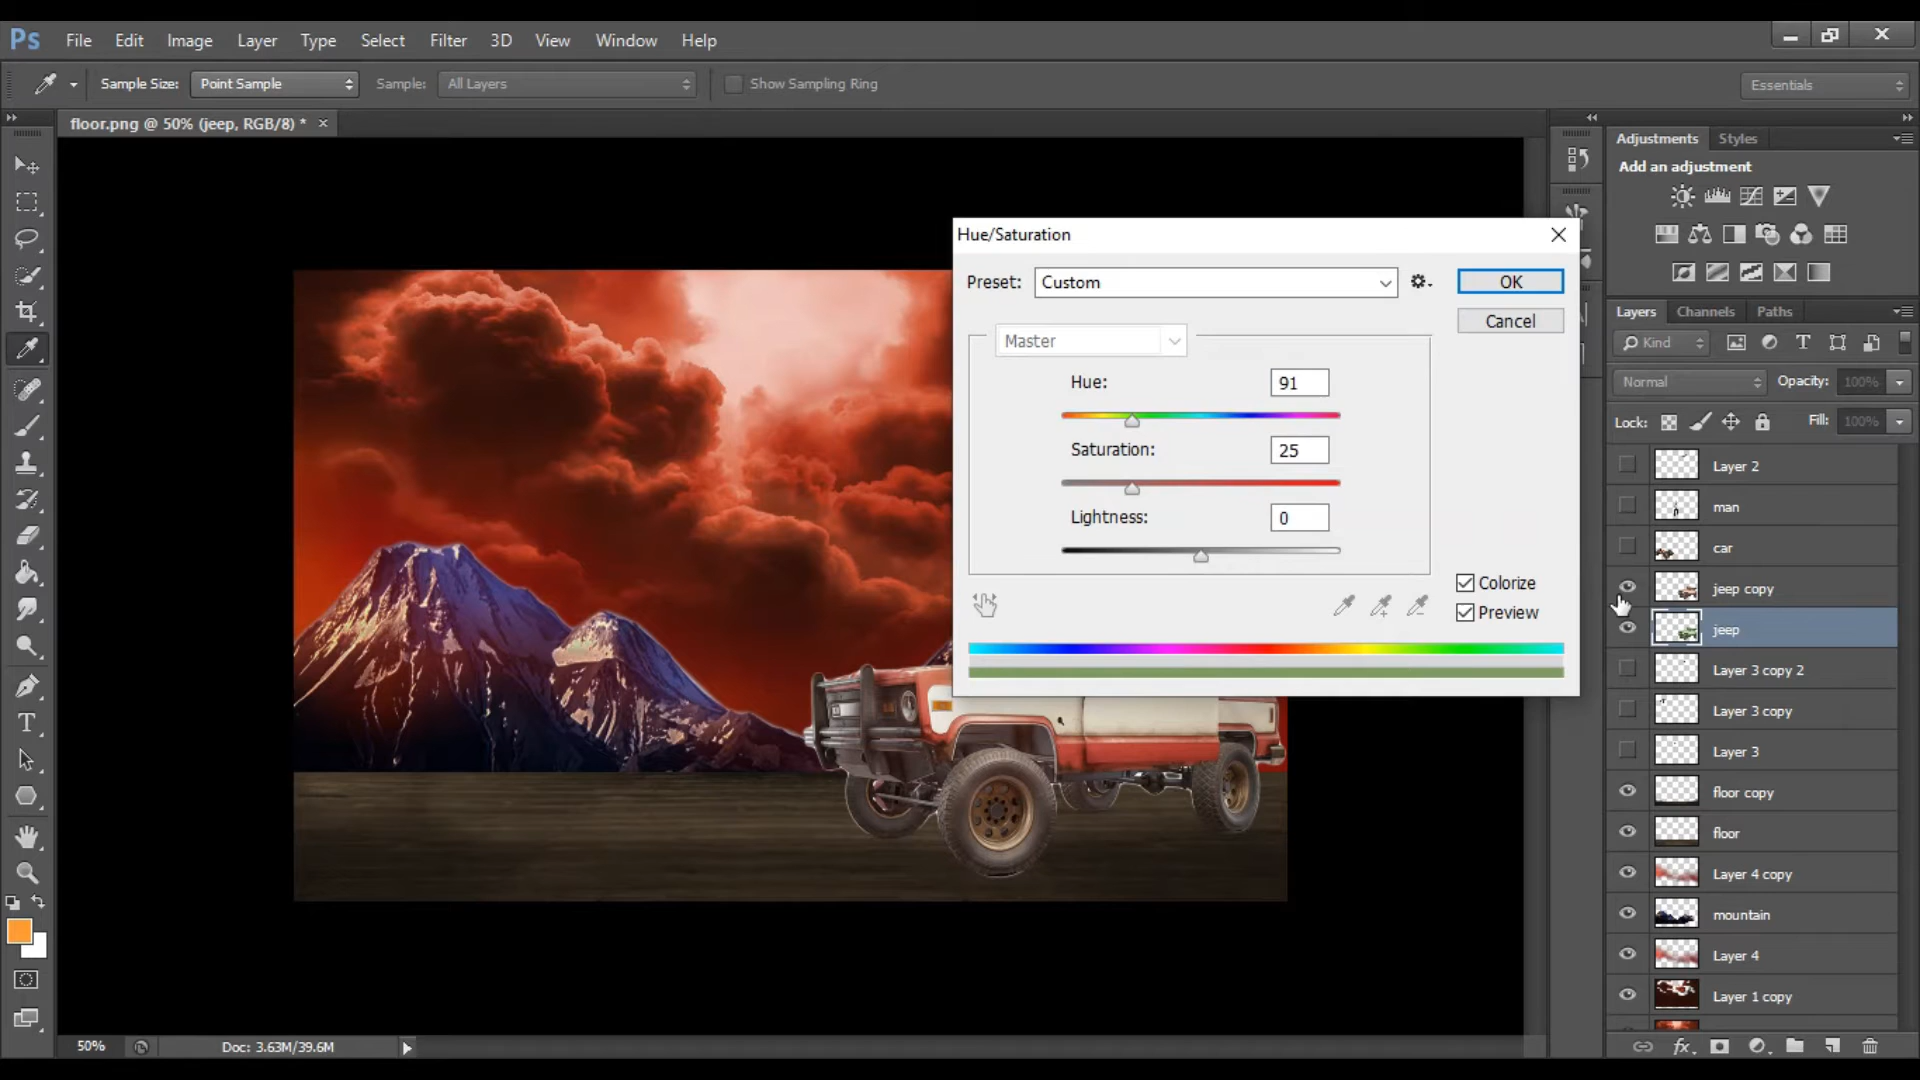 Ps File Edit Image Layer Type Select Filter 3D View Window Help
Sample Size: Point Sample Sample: All Layers Show Sampling Ring Essentials
floor.png @ 50% (jeep, RGB/8) * ×
Adjustments Styles
Add an adjustment
Hue/Saturation
Preset: Custom OK
Cancel
Master
Hue: 91
Saturation: 25
Lightness: 0
Colorize
Preview
Layers Channels Paths
Kind
Normal Opacity: 100%
Lock: Fill: 100%
Layer 2
man
car
jeep copy
jeep
Layer 3 copy 2
Layer 3 copy
Layer 3
floor copy
floor
Layer 4 copy
mountain
Layer 4
Layer 1 copy
fx
50% Doc: 3.63M/39.6M